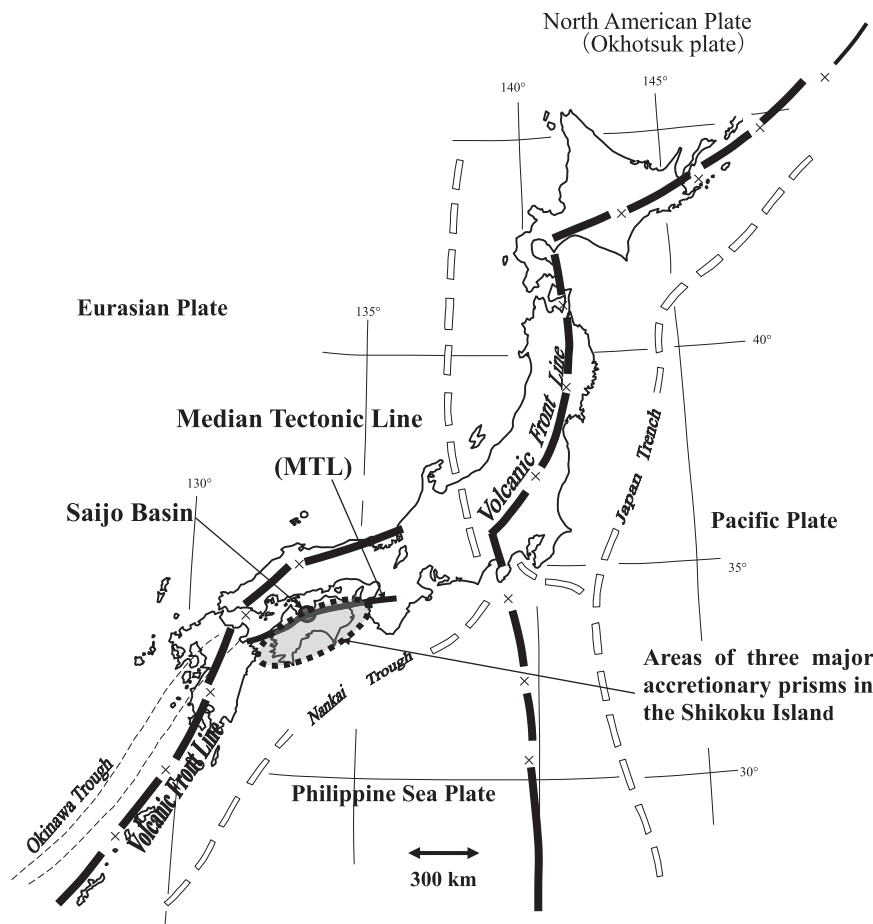 North American Plate
（Okhotsuk plate）
140°
145°
Eurasian Plate
135°
40°
Volcanic Front Line
Median Tectonic Line
(MTL)
Japan Trench
130°
Saijo Basin
Pacific Plate
35°
Areas of three major
accretionary prisms in
the Shikoku Island
Nankai Trough
Volcanic Front Line
Okinawa Trough
30°
Philippine Sea Plate
300 km